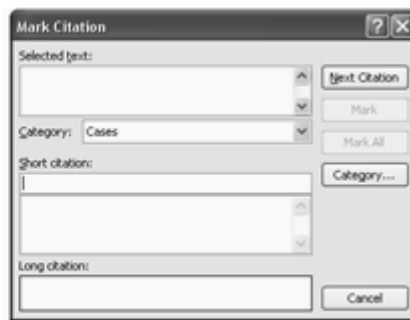 Mark Citation
Selected text:
Next Citation
Mark
Category: Cases
Mark All
Short citation:
Category...
Long citation:
Cancel